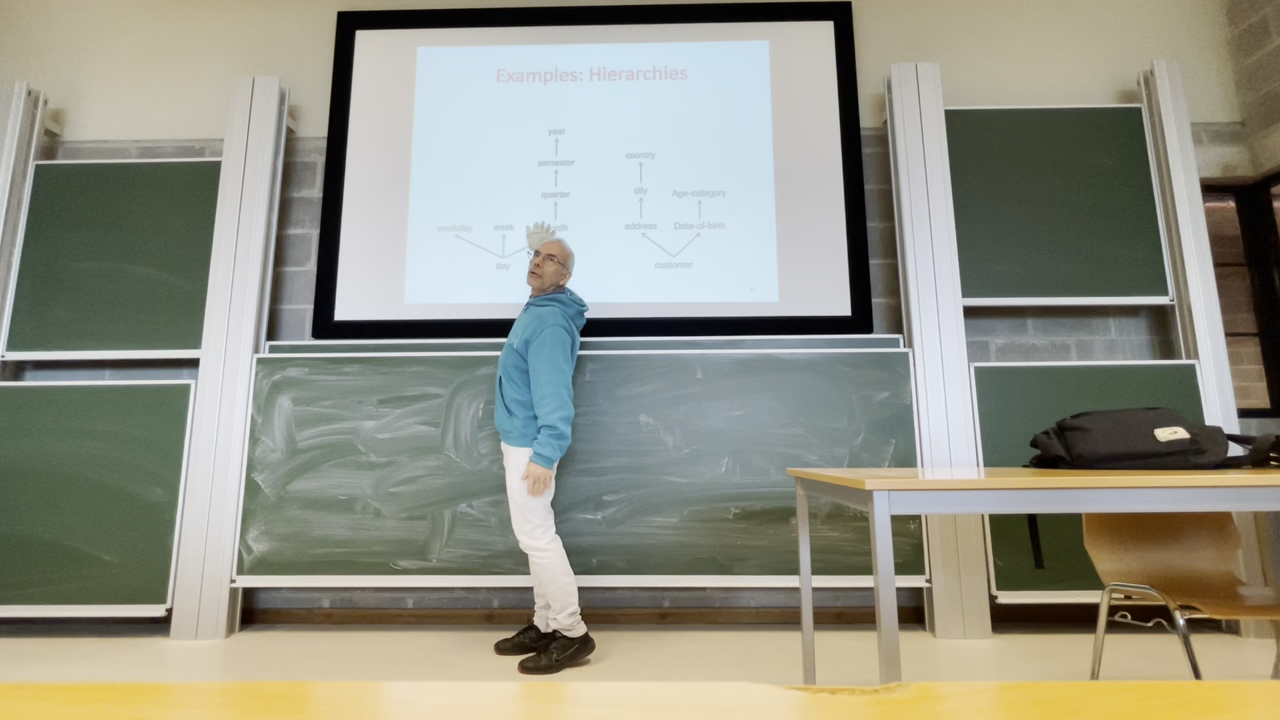 Examples: Hierarchies
year
semester
country
quarter
city
Age-category
weekday
week
address
Date-of-birth
day
customer